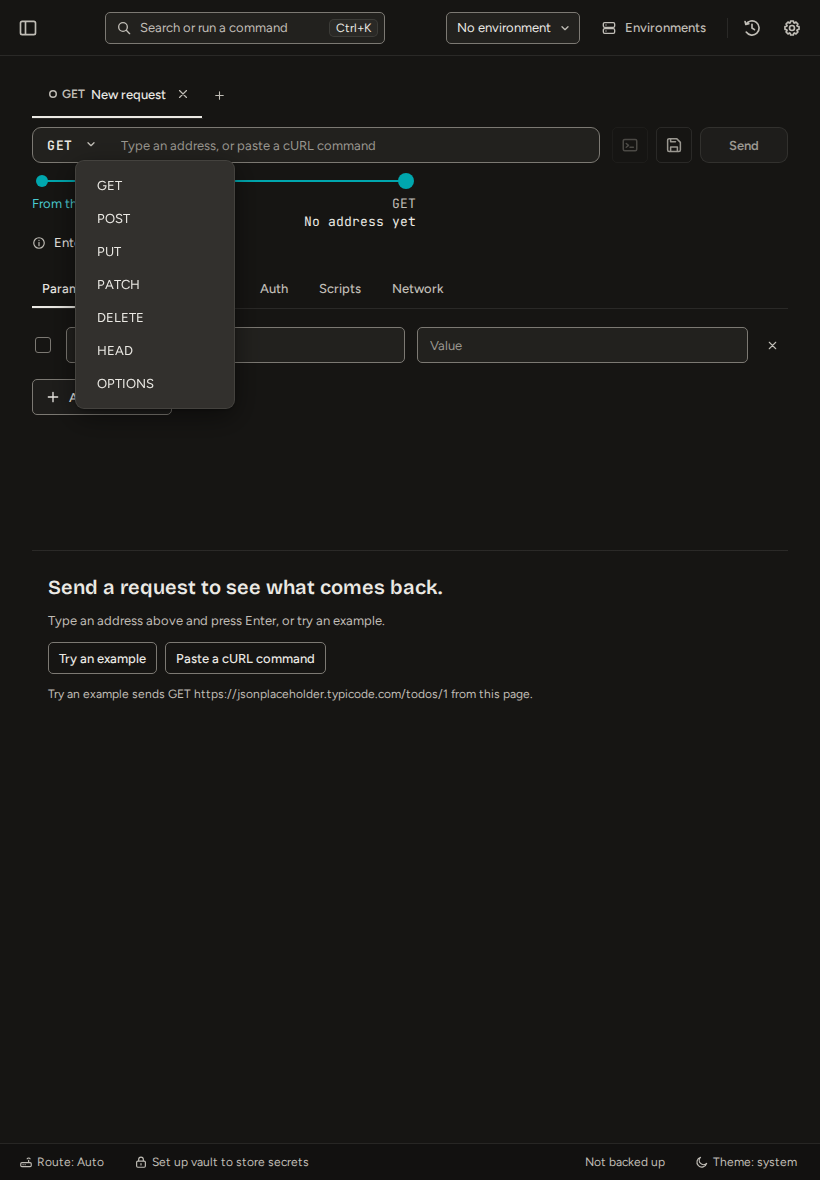 Search or run a command Ctrl+K No environment Environments
GET New request
GET Type an address, or paste a cURL command Send
GET
POST
PUT
PATCH
DELETE
HEAD
OPTIONS
From
GET
No address yet
Auth Scripts Network
Value
Send a request to see what comes back.
Type an address above and press Enter, or try an example.
Try an example Paste a cURL command
Try an example sends GET https://jsonplaceholder.typicode.com/todos/1 from this page.
Route: Auto Set up vault to store secrets Not backed up Theme: system